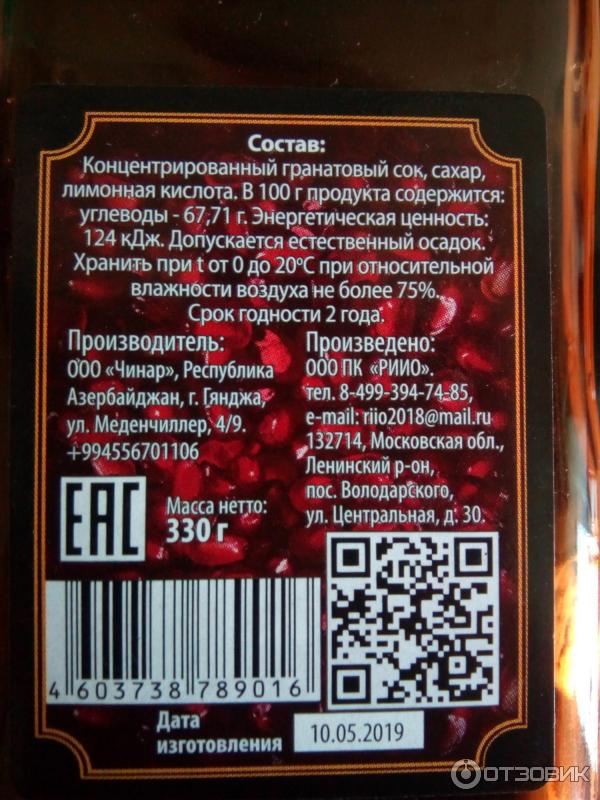 Состав:
Концентрированный гранатовый сок, сахар,
лимонная кислота. В 100 г продукта содержится:
углеводы - 67,71 г. Энергетическая ценность:
124 кДж. Допускается естественный осадок.
Хранить при t от 0 до 20°С при относительной
влажности воздуха не более 75%.
Срок годности 2 года.
Производитель:
ООО «Чинар», Республика
Азербайджан, г. Гянджа,
ул. Меденчиллер, 4/9.
+994556701106
Произведено:
ООО ПК «РИИО».
тел. 8-499-394-74-85,
e-mail: riio2018@mail.ru
132714, Московская обл.,
Ленинский р-он,
пос. Володарского,
ул. Центральная, д. 30.
EAC
Масса нетто:
330 г
4 603738 789016
Дата
изготовления
10.05.2019
ОТЗОВИК